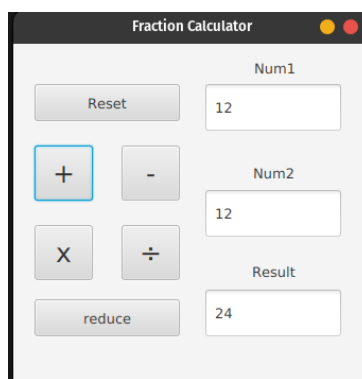 Fraction Calculator
Reset
+ -
x ÷
reduce
Num1
12
Num2
12
Result
24